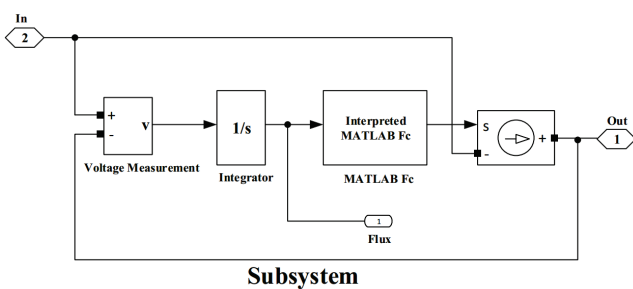 In
2
+
-
v
Voltage Measurement
1/s
Integrator
Interpreted
MATLAB Fc
MATLAB Fc
S
-
+
Out
1
1
Flux
Subsystem